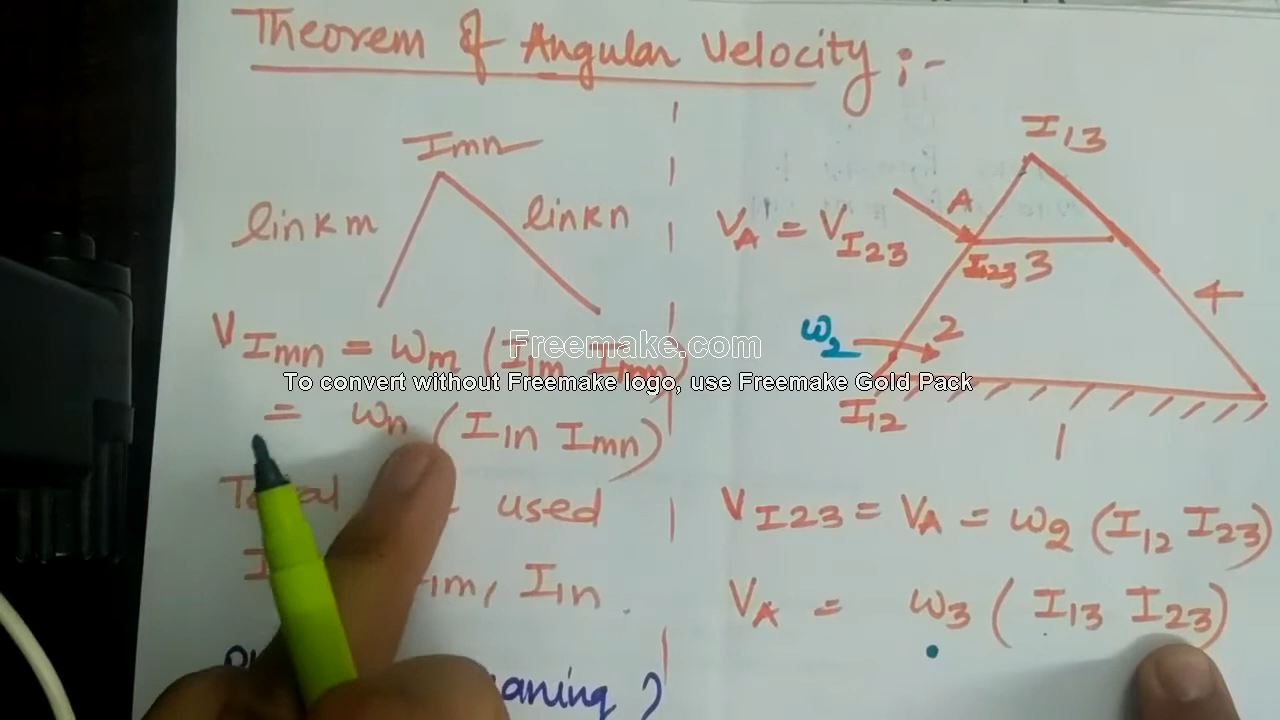 Theorem of Angular Velocity :-
Imn
link m
link n
VImn = ωm (I1m Imn)
= ωn (I1n Imn)
used
I1n
I13
A
VA = VI23
I23 3
4
ω2
2
I12
1
VI23 = VA = ω2 (I12 I23)
VA = ω3 (I13 I23)
Freemake.com
To convert without Freemake logo, use Freemake Gold Pack